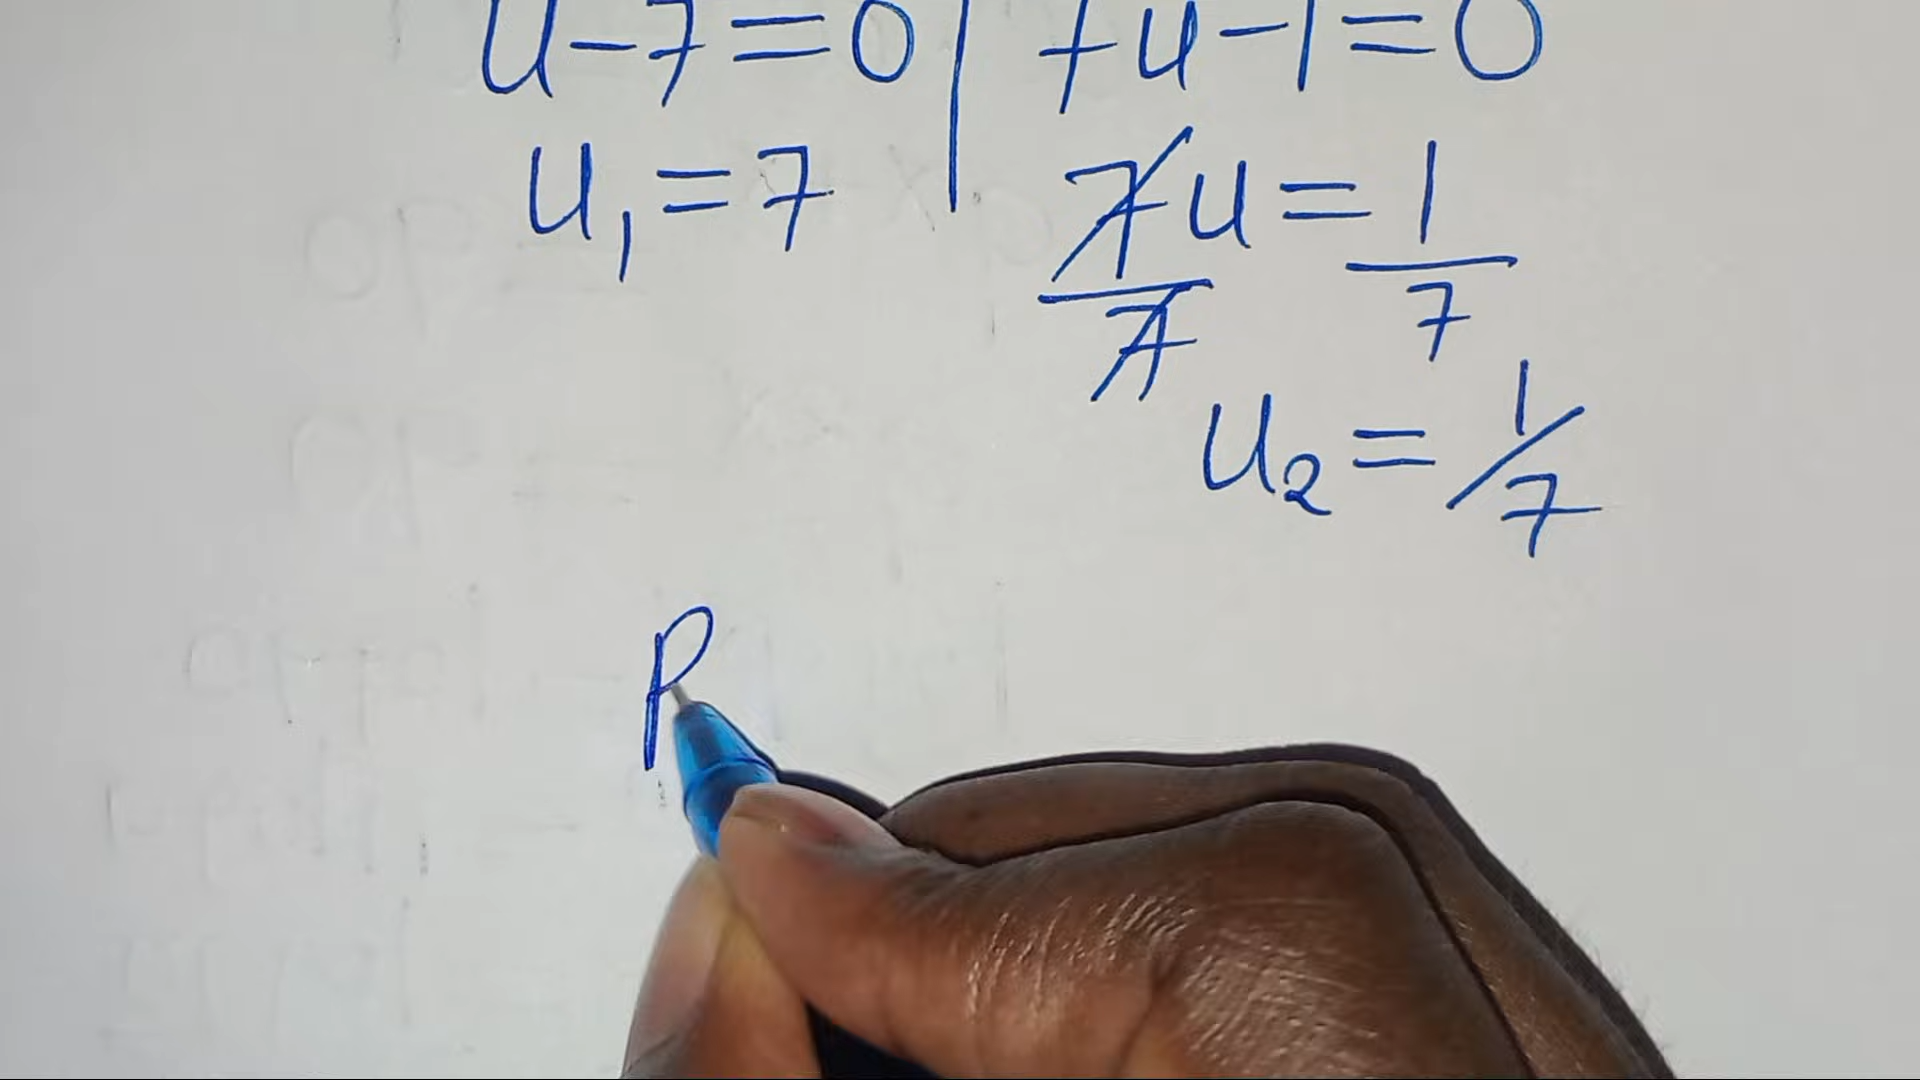 u-7=0 | 7u-1=0
u₁=7 | 7u/7=1/7
u₂=1/7
P